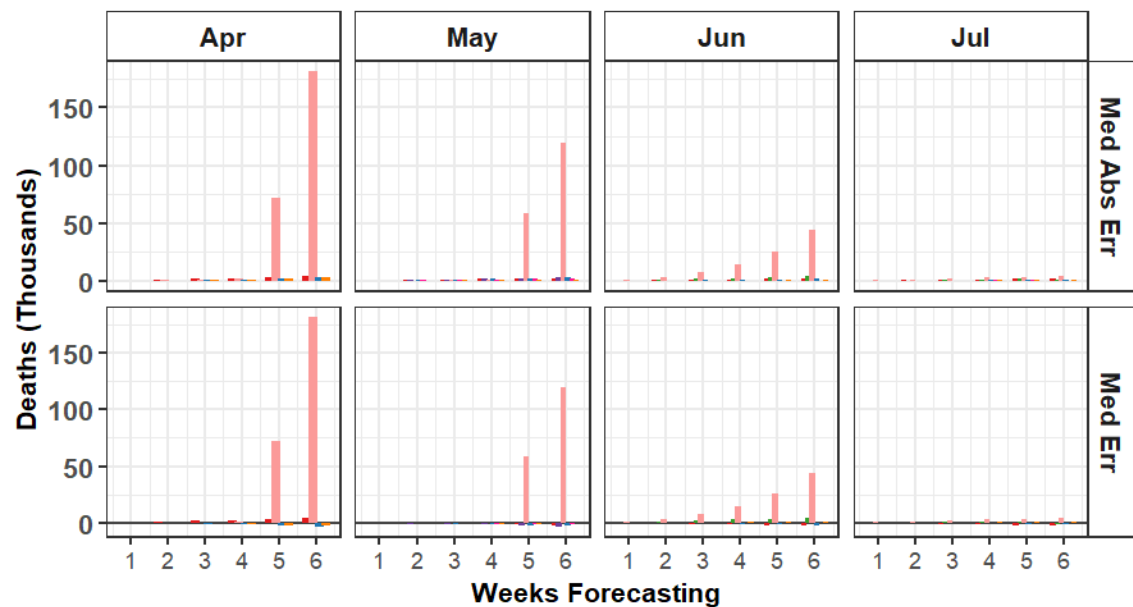 Apr May Jun Jul
150
100
50
0
Med Abs Err
150
100
50
0
Med Err
Deaths (Thousands)
1 2 3 4 5 6 1 2 3 4 5 6 1 2 3 4 5 6 1 2 3 4 5 6
Weeks Forecasting